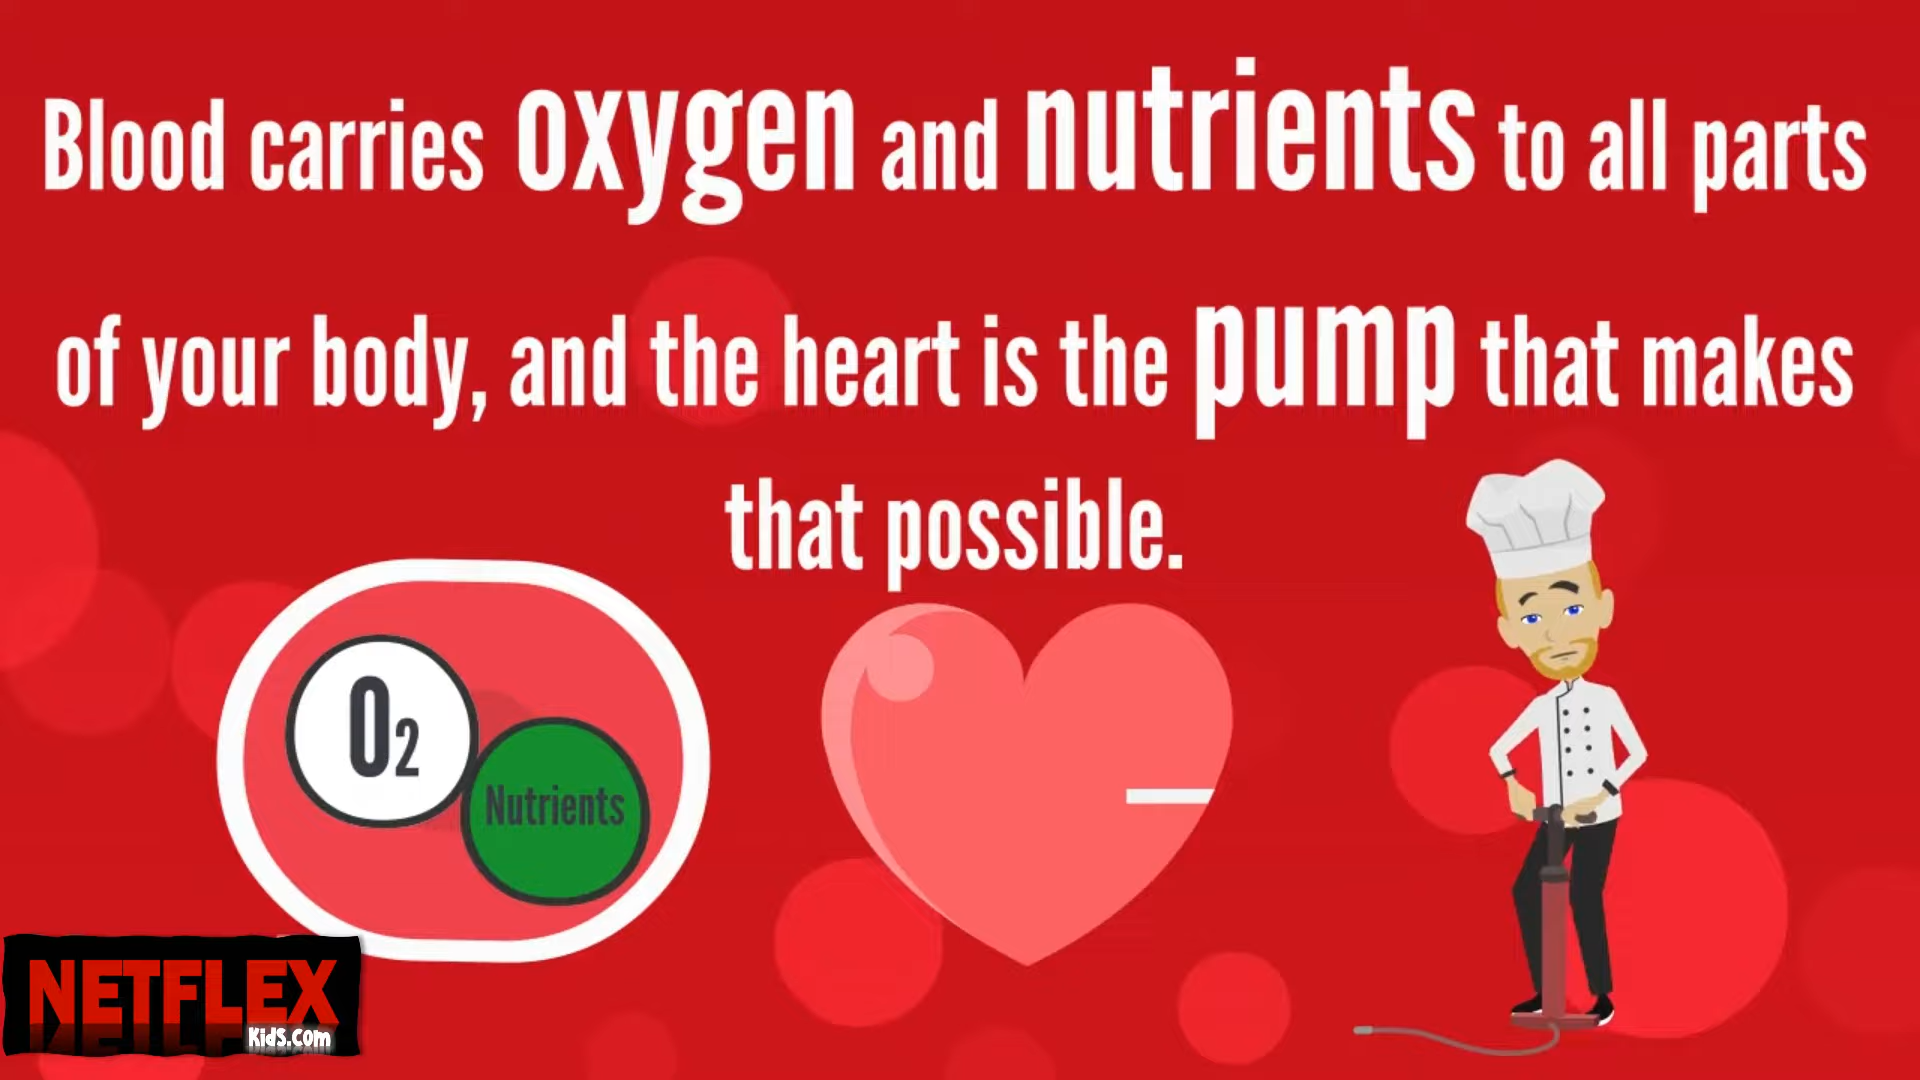 Blood carries oxygen and nutrients to all parts
of your body, and the heart is the pump that makes
that possible.
O2
Nutrients
NETFLEX
Kids.com